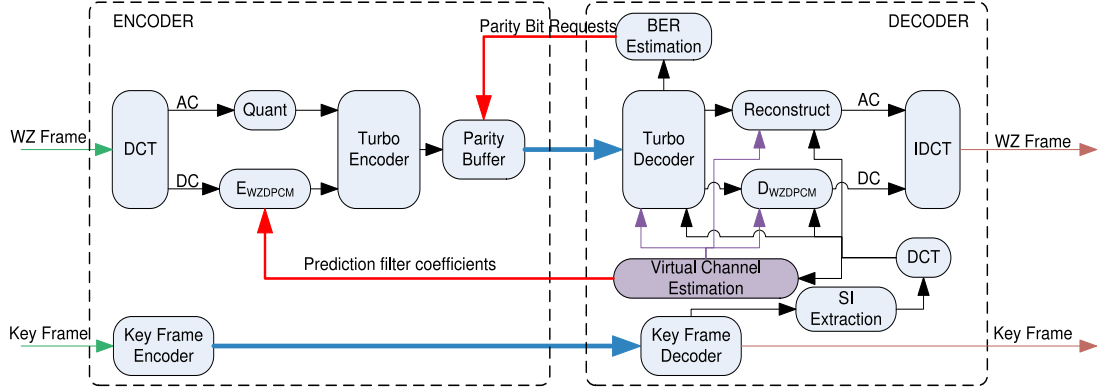 ENCODER
DECODER
Parity Bit Requests
BER
Estimation
AC
Quant
Reconstruct
AC
WZ Frame
DCT
Turbo
Encoder
Parity
Buffer
Turbo
Decoder
IDCT
WZ Frame
DC
EWZDPCM
DWZDPCM
DC
Prediction filter coefficients
Virtual Channel
Estimation
DCT
SI
Extraction
Key Frame
Key Frame
Encoder
Key Frame
Decoder
Key Frame